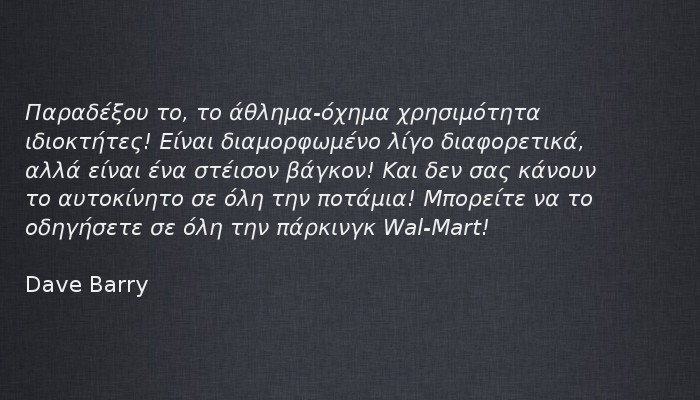 Παραδέξου το, το άθλημα-όχημα χρησιμότητα
ιδιοκτήτες! Είναι διαμορφωμένο λίγο διαφορετικά,
αλλά είναι ένα στέισον βάγκον! Και δεν σας κάνουν
το αυτοκίνητο σε όλη την ποτάμια! Μπορείτε να το
οδηγήσετε σε όλη την πάρκινγκ Wal-Mart!
Dave Barry